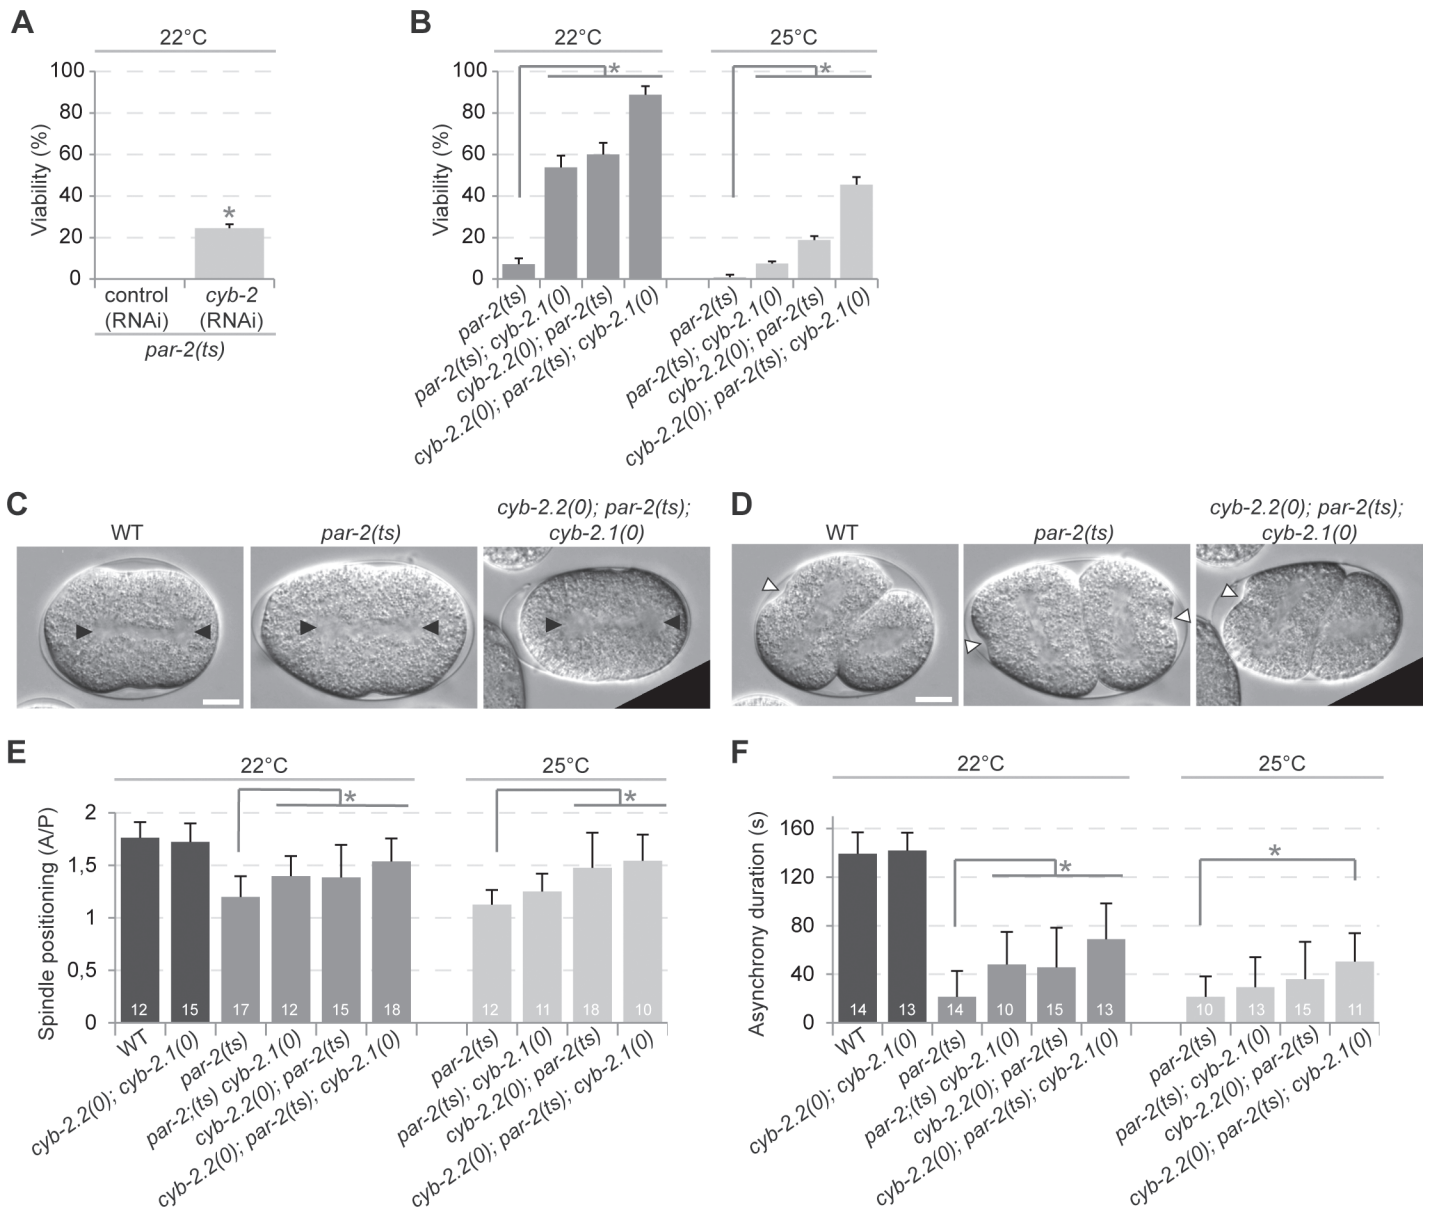 A
22°C
Viability (%)
100
80
60
40
20
0
*
control
(RNAi)
cyb-2
(RNAi)
par-2(ts)
B
22°C
25°C
Viability (%)
100
80
60
40
20
0
*
*
par-2(ts)
par-2(ts); cyb-2.1(0)
cyb-2.2(0); par-2(ts)
cyb-2.2(0); par-2(ts); cyb-2.1(0)
par-2(ts)
par-2(ts); cyb-2.1(0)
cyb-2.2(0); par-2(ts)
cyb-2.2(0); par-2(ts); cyb-2.1(0)
C
WT
par-2(ts)
cyb-2.2(0); par-2(ts);
cyb-2.1(0)
D
WT
par-2(ts)
cyb-2.2(0); par-2(ts);
cyb-2.1(0)
E
22°C
25°C
Spindle positioning (A/P)
2
1,5
1
0,5
0
*
*
12
15
17
12
15
18
12
11
18
10
WT
cyb-2.2(0); cyb-2.1(0)
par-2(ts)
par-2;(ts) cyb-2.1(0)
cyb-2.2(0); par-2(ts)
cyb-2.2(0); par-2(ts); cyb-2.1(0)
par-2(ts)
par-2(ts); cyb-2.1(0)
cyb-2.2(0); par-2(ts)
cyb-2.2(0); par-2(ts); cyb-2.1(0)
F
22°C
25°C
Asynchrony duration (s)
160
120
80
40
0
*
*
14
13
14
10
15
13
10
13
15
11
WT
cyb-2.2(0); cyb-2.1(0)
par-2(ts)
par-2;(ts) cyb-2.1(0)
cyb-2.2(0); par-2(ts)
cyb-2.2(0); par-2(ts); cyb-2.1(0)
par-2(ts)
par-2(ts); cyb-2.1(0)
cyb-2.2(0); par-2(ts)
cyb-2.2(0); par-2(ts); cyb-2.1(0)